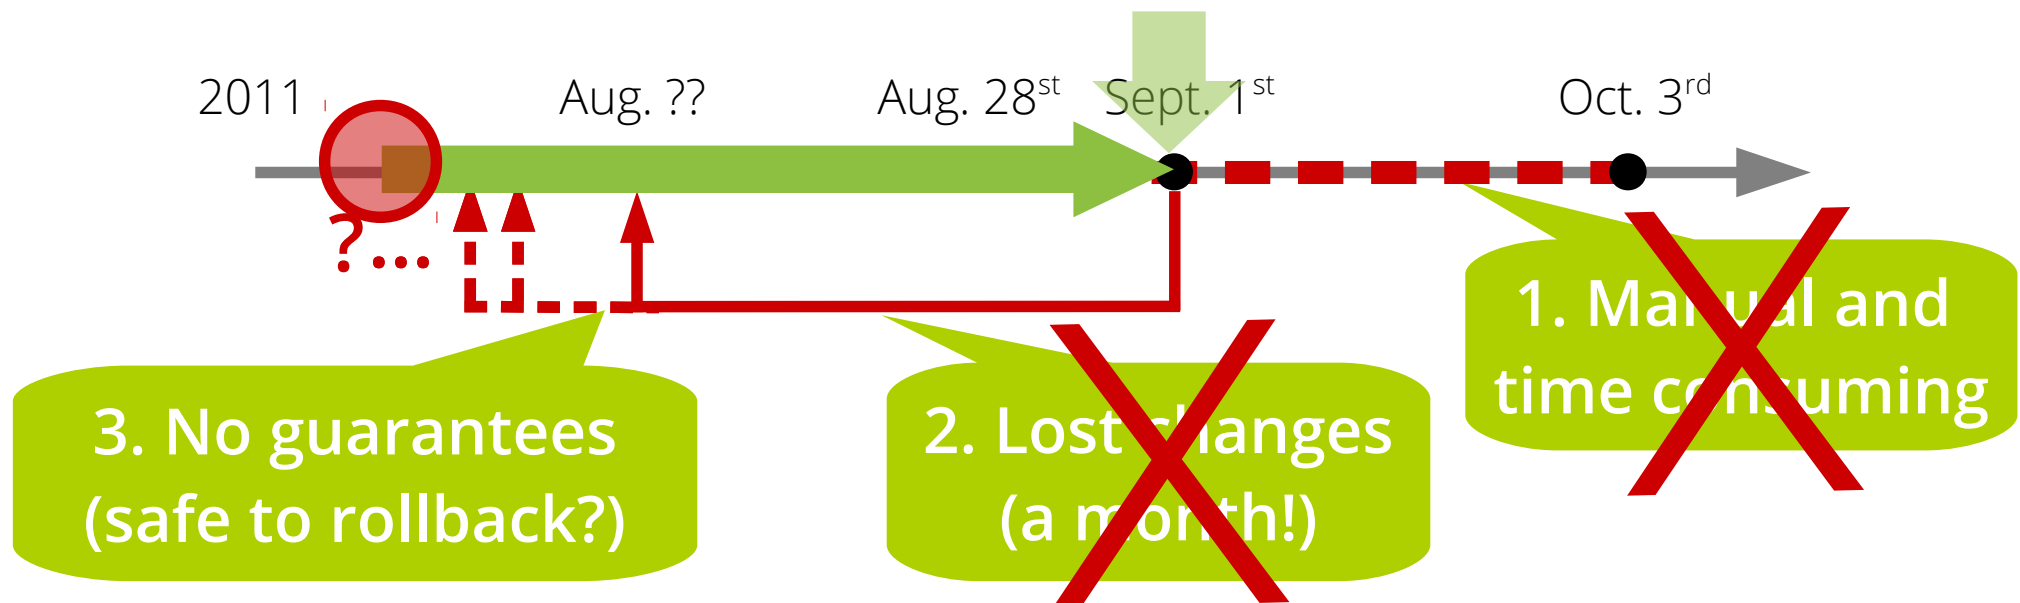 2011
Aug. ??
Aug. 28st
Sept. 1st
Oct. 3rd
?...
1. Manual and
time consuming
2. Lost changes
(a month!)
3. No guarantees
(safe to rollback?)